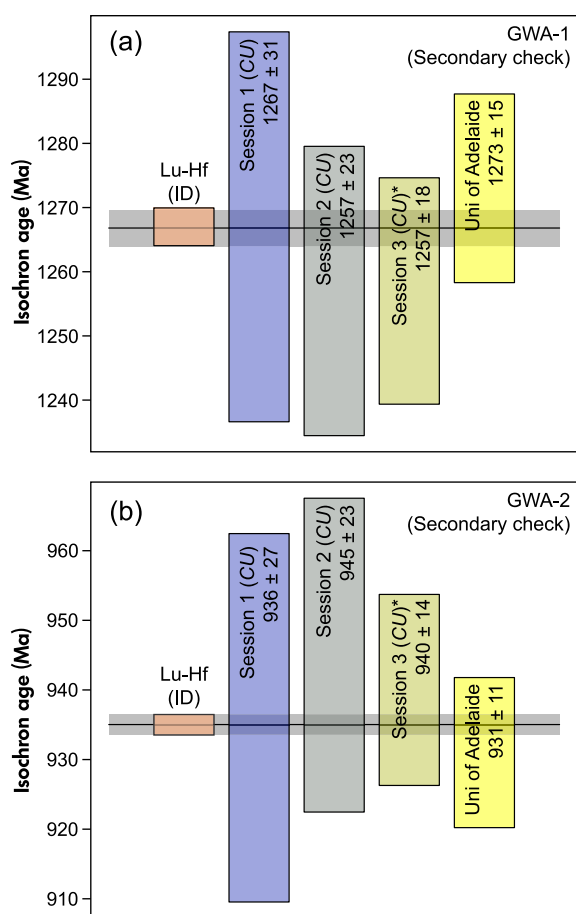 (a)
GWA-1
(Secondary check)
Isochron age (Ma)
1290
1280
1270
1260
1250
1240
Lu-Hf
(ID)
Session 1 (CU)
1267 ± 31
Session 2 (CU)
1257 ± 23
Session 3 (CU)*
1257 ± 18
Uni of Adelaide
1273 ± 15
(b)
GWA-2
(Secondary check)
Isochron age (Ma)
960
950
940
930
920
910
Lu-Hf
(ID)
Session 1 (CU)
936 ± 27
Session 2 (CU)
945 ± 23
Session 3 (CU)*
940 ± 14
Uni of Adelaide
931 ± 11